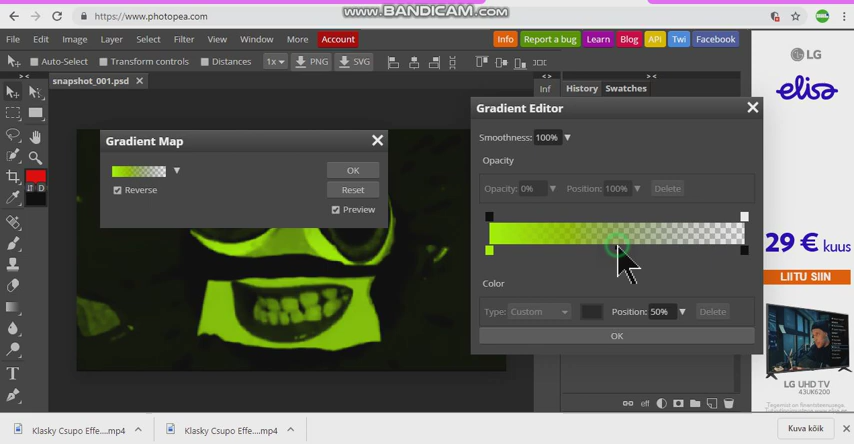 www.BANDICAM.com
https://www.photopea.com
File Edit Image Layer Select Filter View Window More Account
Info Report a bug Learn Blog API Twi Facebook
Auto-Select Transform controls Distances 1x PNG SVG
snapshot_001.psd
> <
<> Inf
> <
History Swatches
D
T
eff
Gradient Map
OK
Reverse
Reset
Preview
Gradient Editor
Smoothness: 100%
Opacity
Opacity: 0% Position: 100% Delete
Color
Type: Custom Position: 50% Delete
OK
LG
elisa
29 € kuus
LIITU SIIN
LG UHD TV
43UK6200
Klasky Csupo Effe....mp4
Klasky Csupo Effe....mp4
Kuva kõik